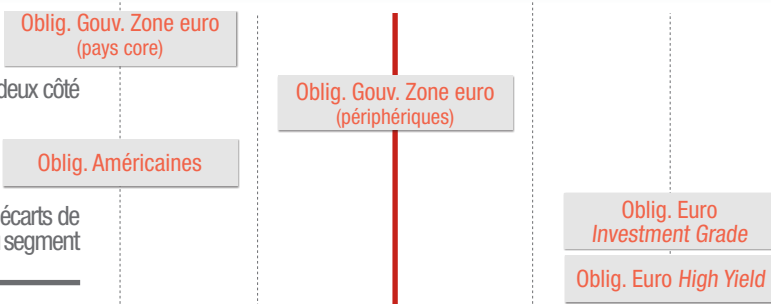 Oblig. Gouv. Zone euro
(pays core)
deux côté
Oblig. Gouv. Zone euro
(périphériques)
Oblig. Américaines
écarts de
segment
Oblig. Euro
Investment Grade
Oblig. Euro High Yield